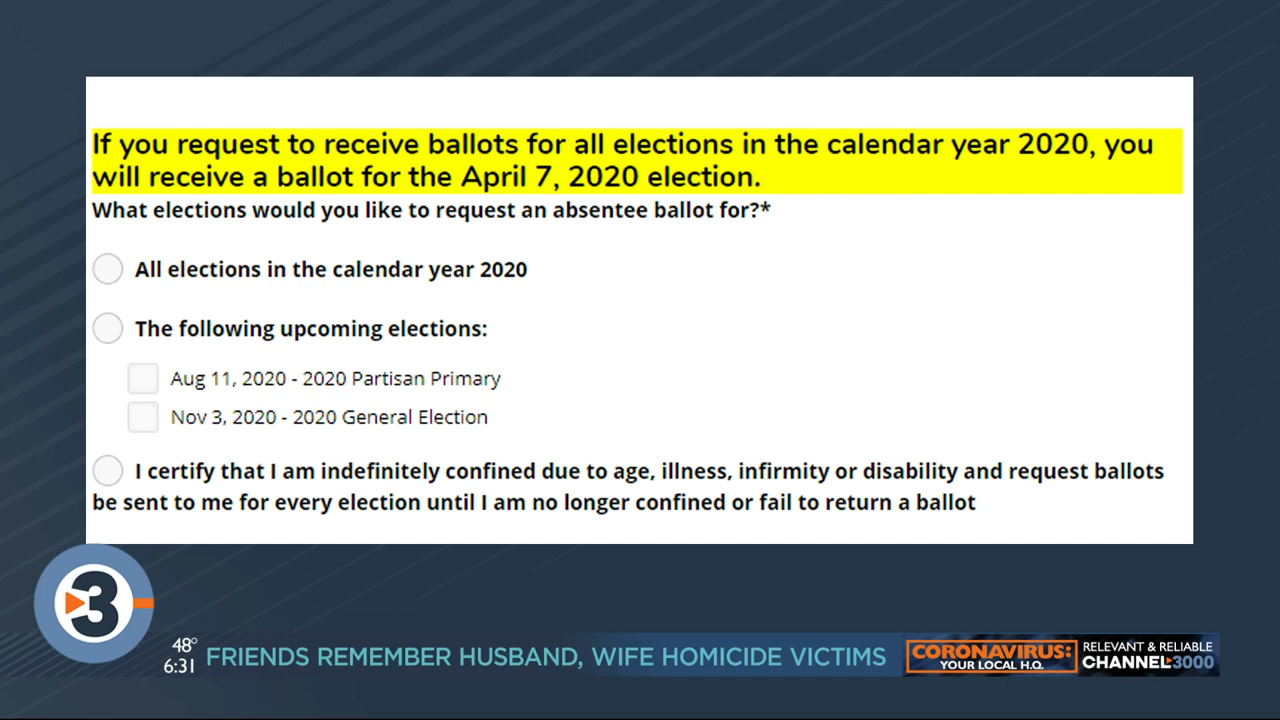 If you request to receive ballots for all elections in the calendar year 2020, you
will receive a ballot for the April 7, 2020 election.
What elections would you like to request an absentee ballot for?*
All elections in the calendar year 2020
The following upcoming elections:
Aug 11, 2020 - 2020 Partisan Primary
Nov 3, 2020 - 2020 General Election
I certify that I am indefinitely confined due to age, illness, infirmity or disability and request ballots
be sent to me for every election until I am no longer confined or fail to return a ballot
3
48°
6:31
FRIENDS REMEMBER HUSBAND, WIFE HOMICIDE VICTIMS
CORONAVIRUS:
YOUR LOCAL H.Q.
RELEVANT & RELIABLE
CHANNEL3000